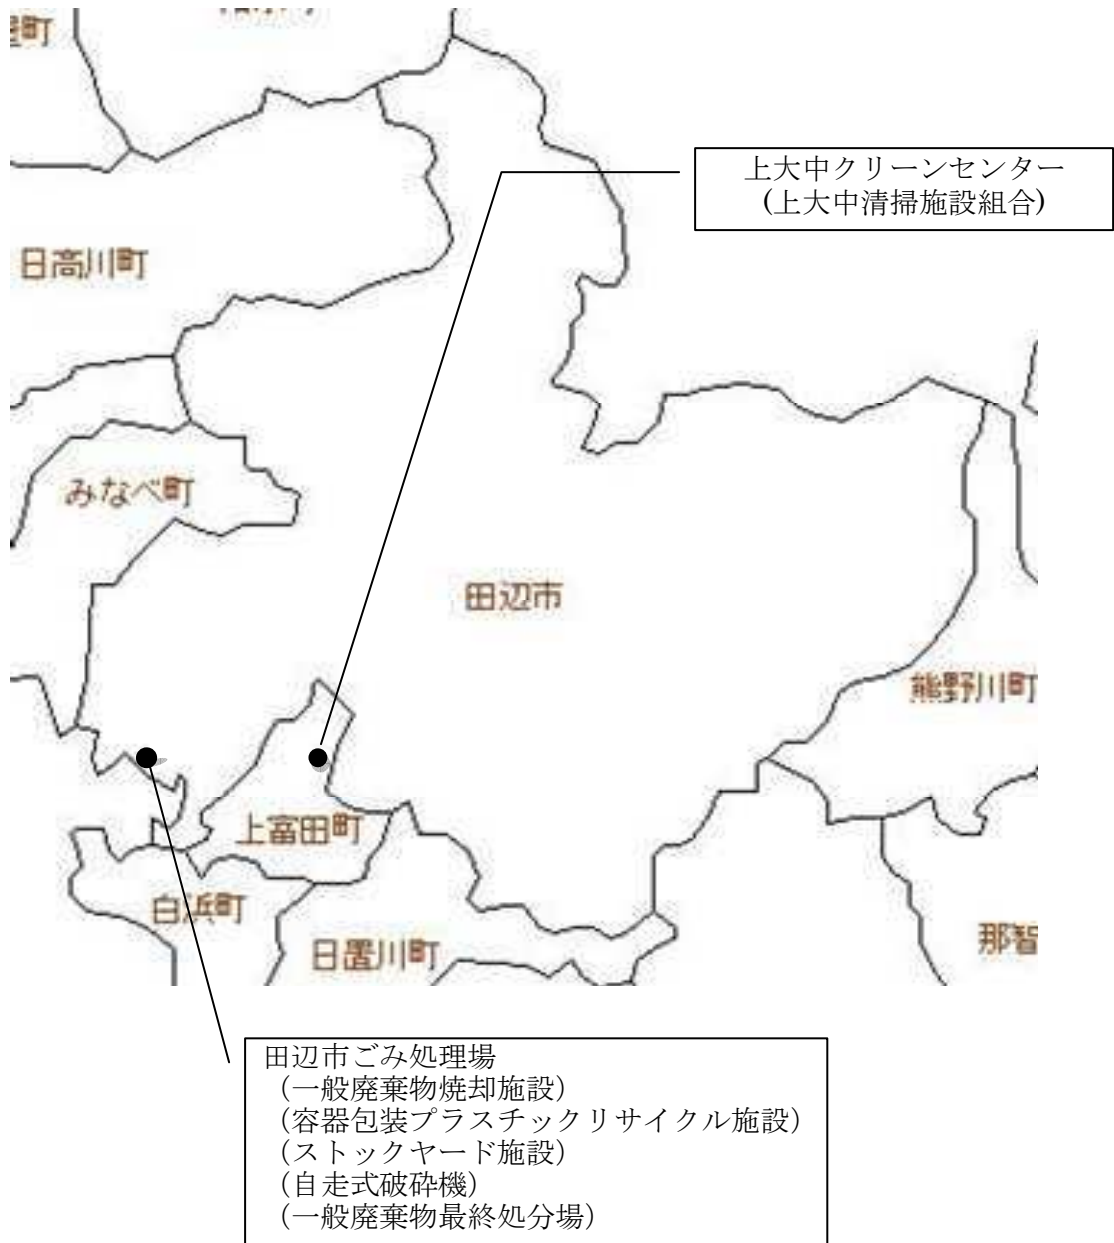 上大中クリーンセンター
(上大中清掃施設組合)
日高川町
みなべ町
田辺市
熊野川町
上富田町
白浜町
日置川町
那智
田辺市ごみ処理場
（一般廃棄物焼却施設）
（容器包装プラスチックリサイクル施設）
（ストックヤード施設）
（自走式破砕機）
（一般廃棄物最終処分場）